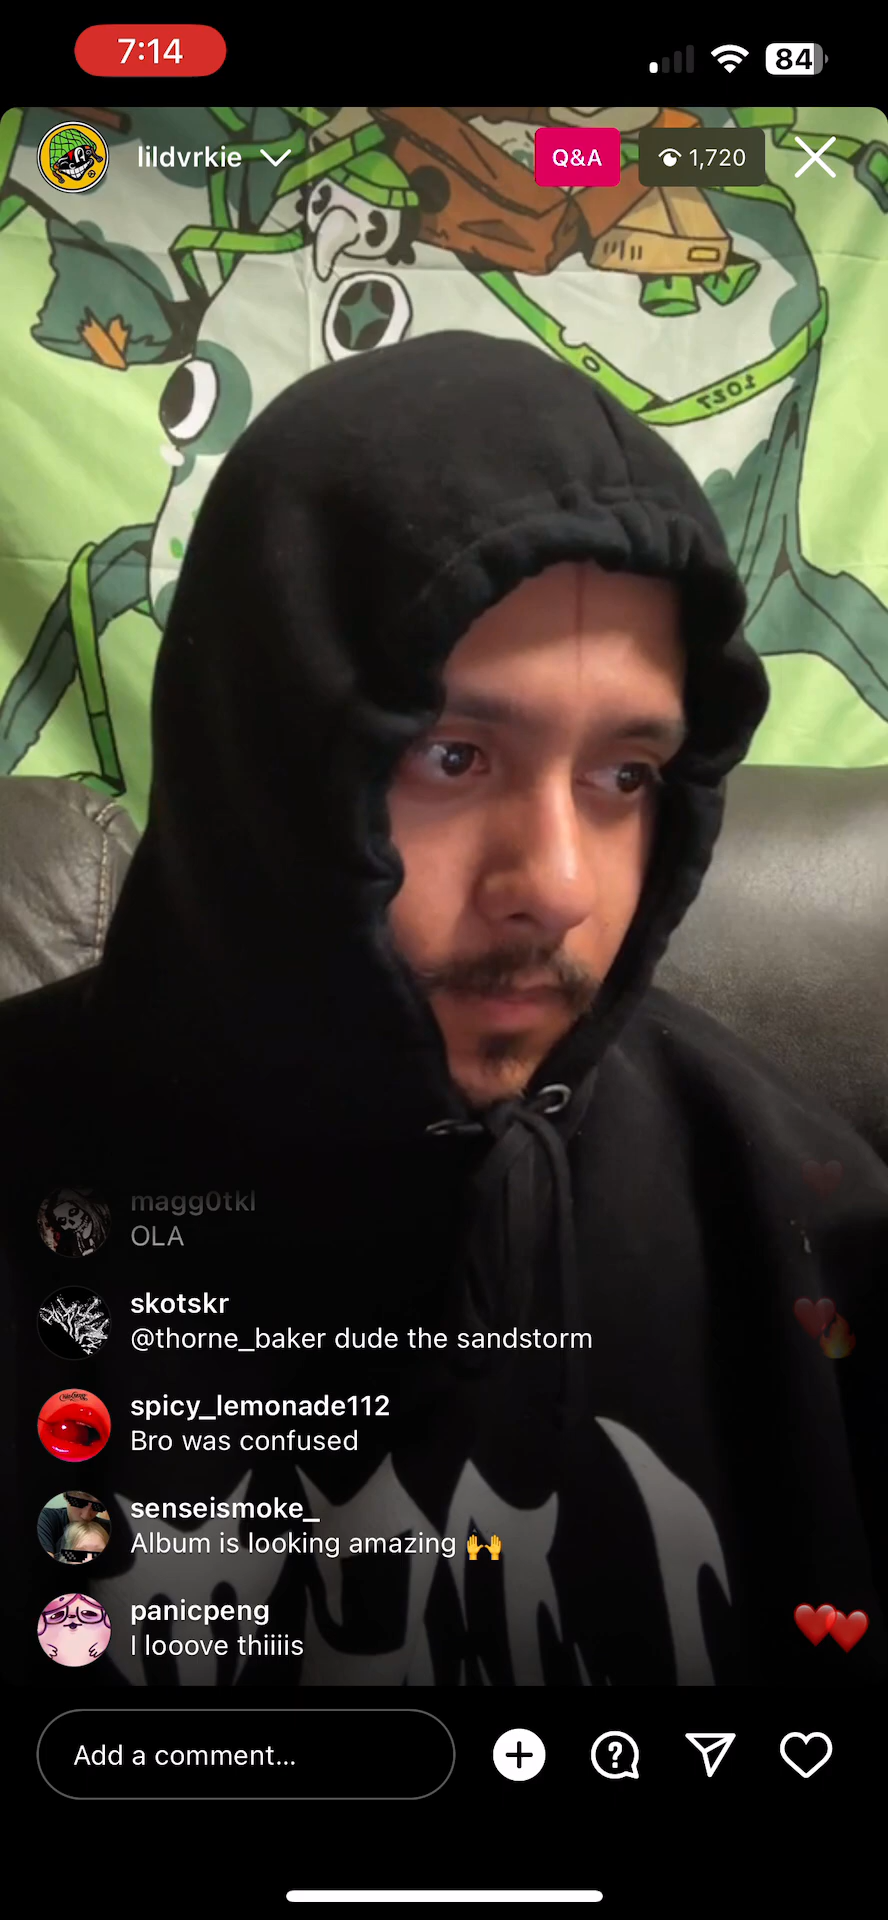 7:14
84
lildvrkie
Q&A
1,720
1027
magg0tkl
OLA
skotskr
@thorne_baker dude the sandstorm
spicy_lemonade112
Bro was confused
senseismoke_
Album is looking amazing 🙌
panicpeng
I looove thiiiis
Add a comment...